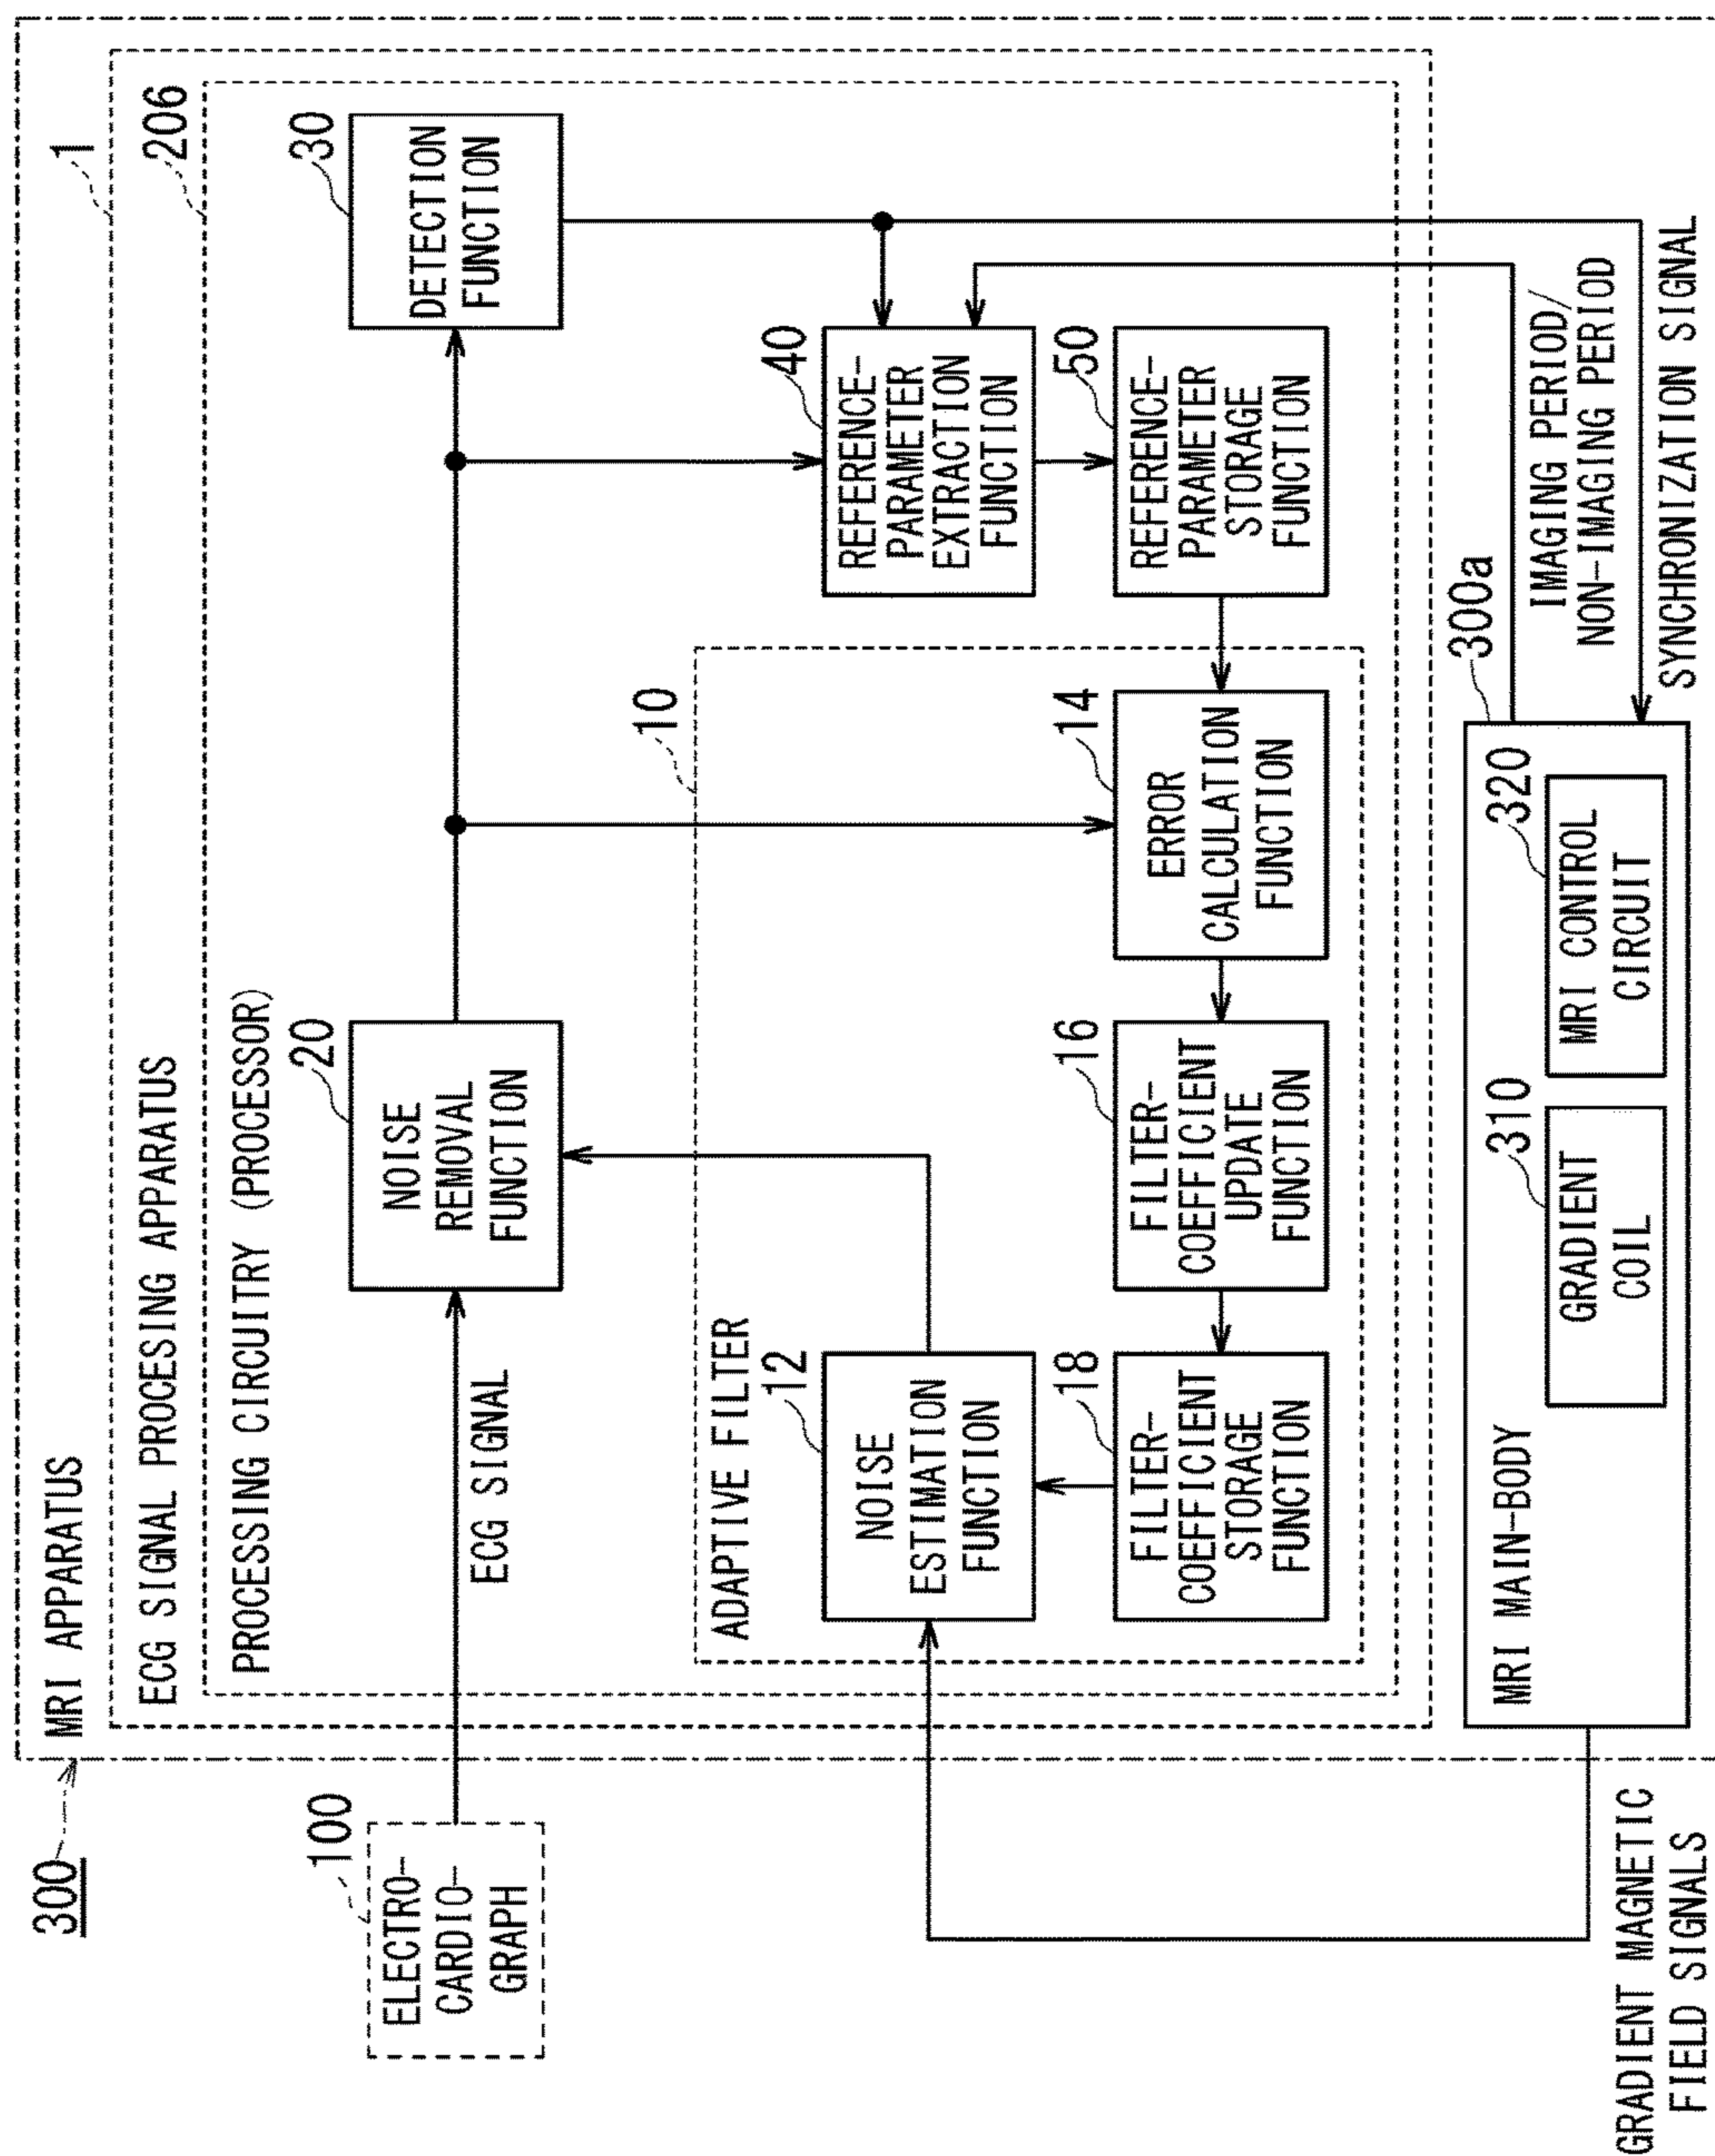 300
MRI APPARATUS
1
ECG SIGNAL PROCESING APPARATUS
206
PROCESSING CIRCUITRY (PROCESSOR)
100
ELECTRO-
CARDIO-
GRAPH
ECG SIGNAL
20
NOISE
REMOVAL
FUNCTION
30
DETECTION
FUNCTION
10
ADAPTIVE FILTER
12
NOISE
ESTIMATION
FUNCTION
40
REFERENCE-
PARAMETER
EXTRACTION
FUNCTION
18
FILTER-
COEFFICIENT
STORAGE
FUNCTION
16
FILTER-
COEFFICIENT
UPDATE
FUNCTION
14
ERROR
CALCULATION
FUNCTION
50
REFERENCE-
PARAMETER
STORAGE
FUNCTION
300a
MRI MAIN-BODY
310
GRADIENT
COIL
320
MRI CONTROL
CIRCUIT
IMAGING PERIOD/
NON-IMAGING PERIOD
SYNCHRONIZATION SIGNAL
GRADIENT MAGNETIC
FIELD SIGNALS